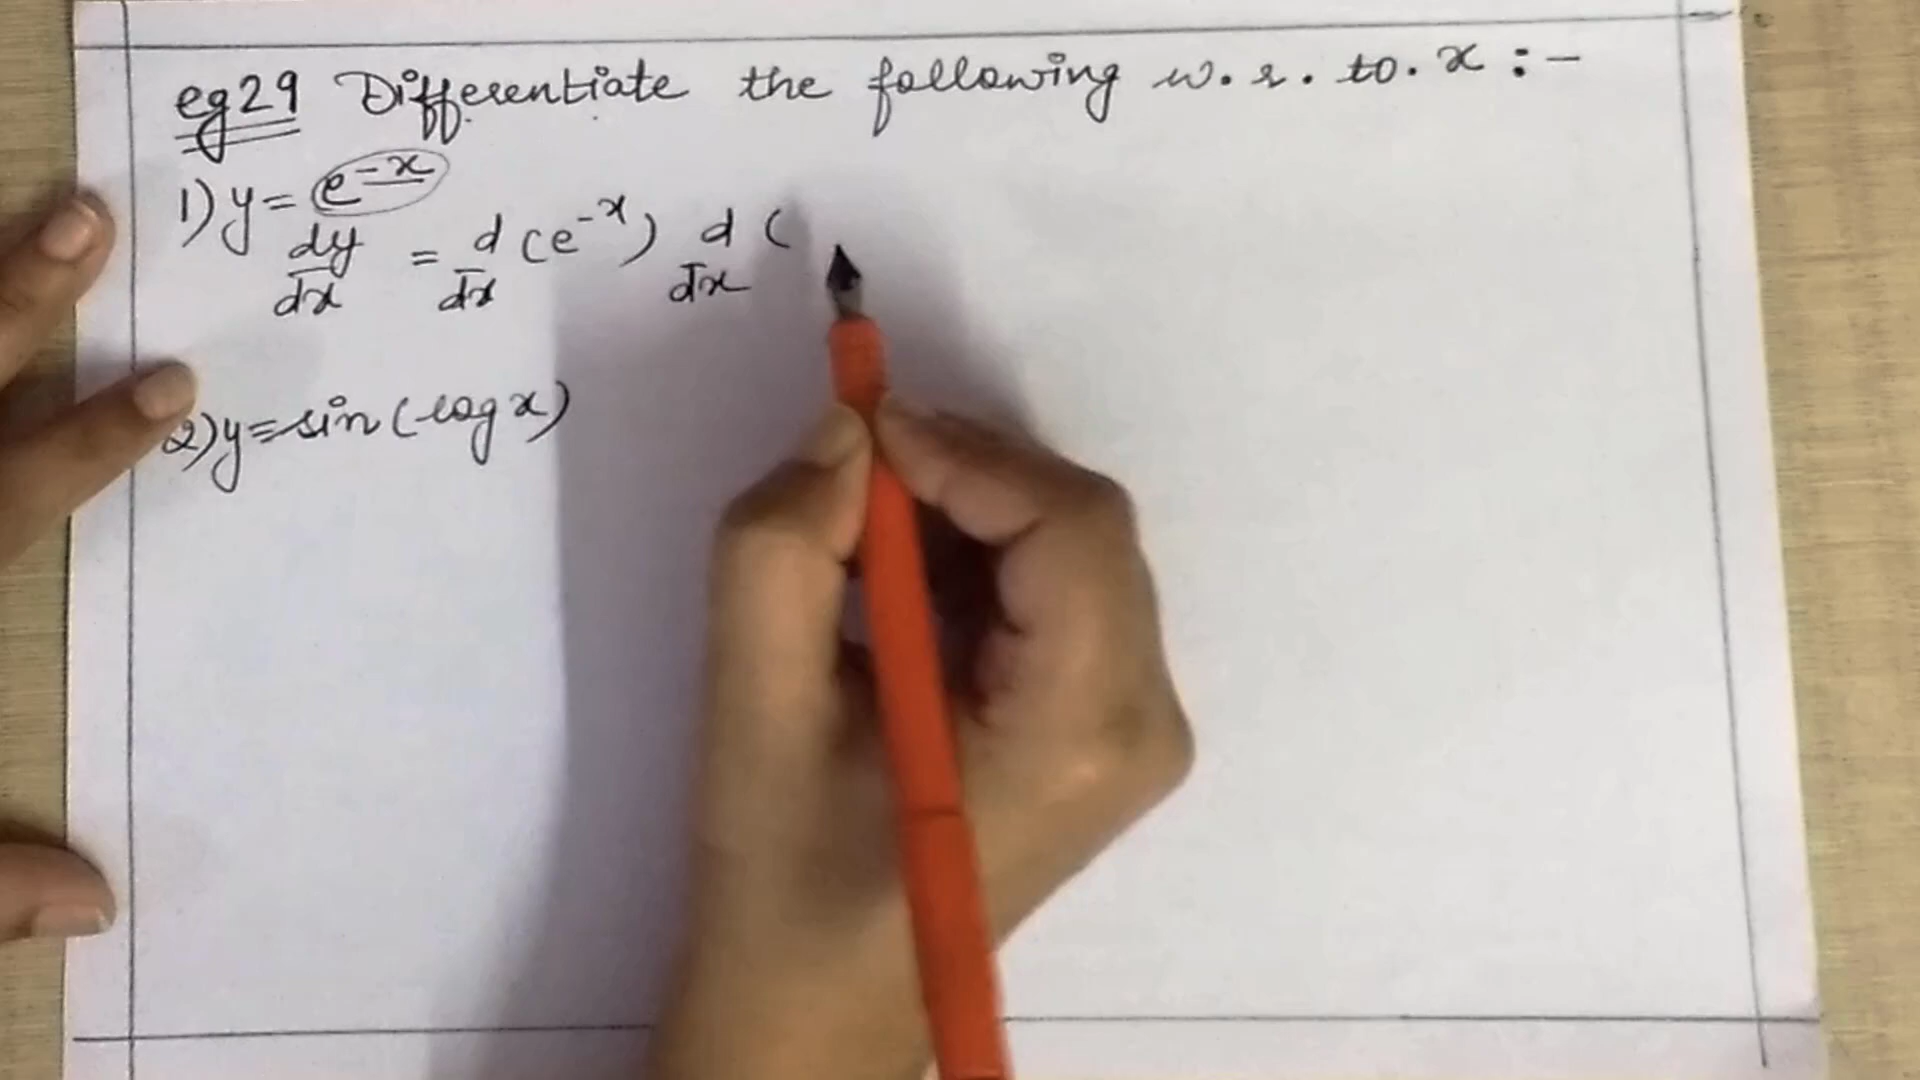 eg29 Differentiate the following w.r.to.x :-
1) y = e^-x
dy/dx = d/dx (e^-x) d/dx (
2) y = sin (log x)